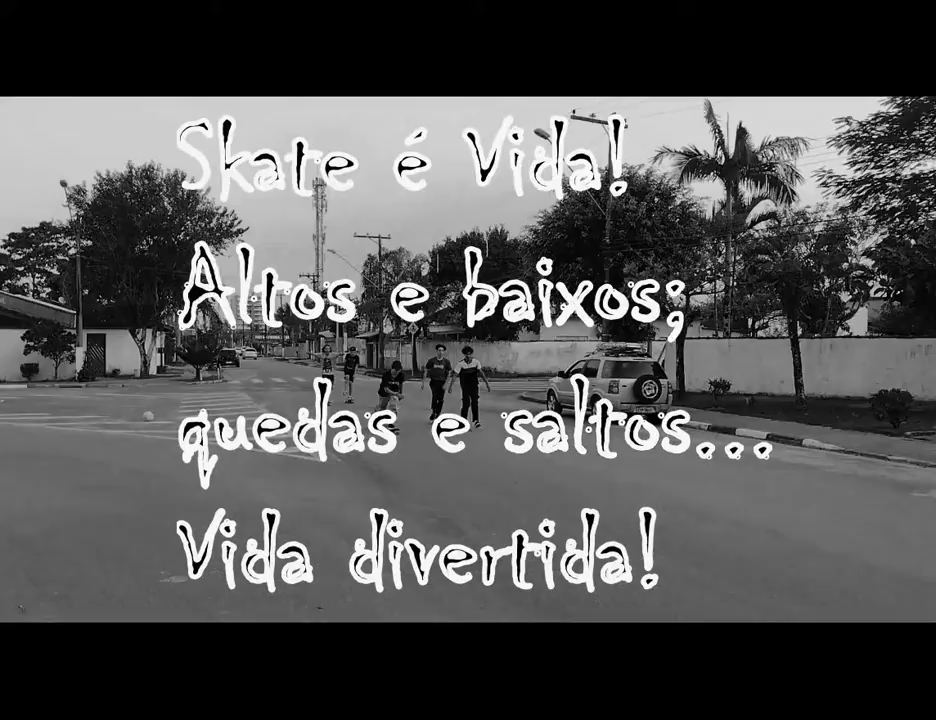 Skate é Vida!
Altos e baixos;
quedas e saltos...
Vida divertida!